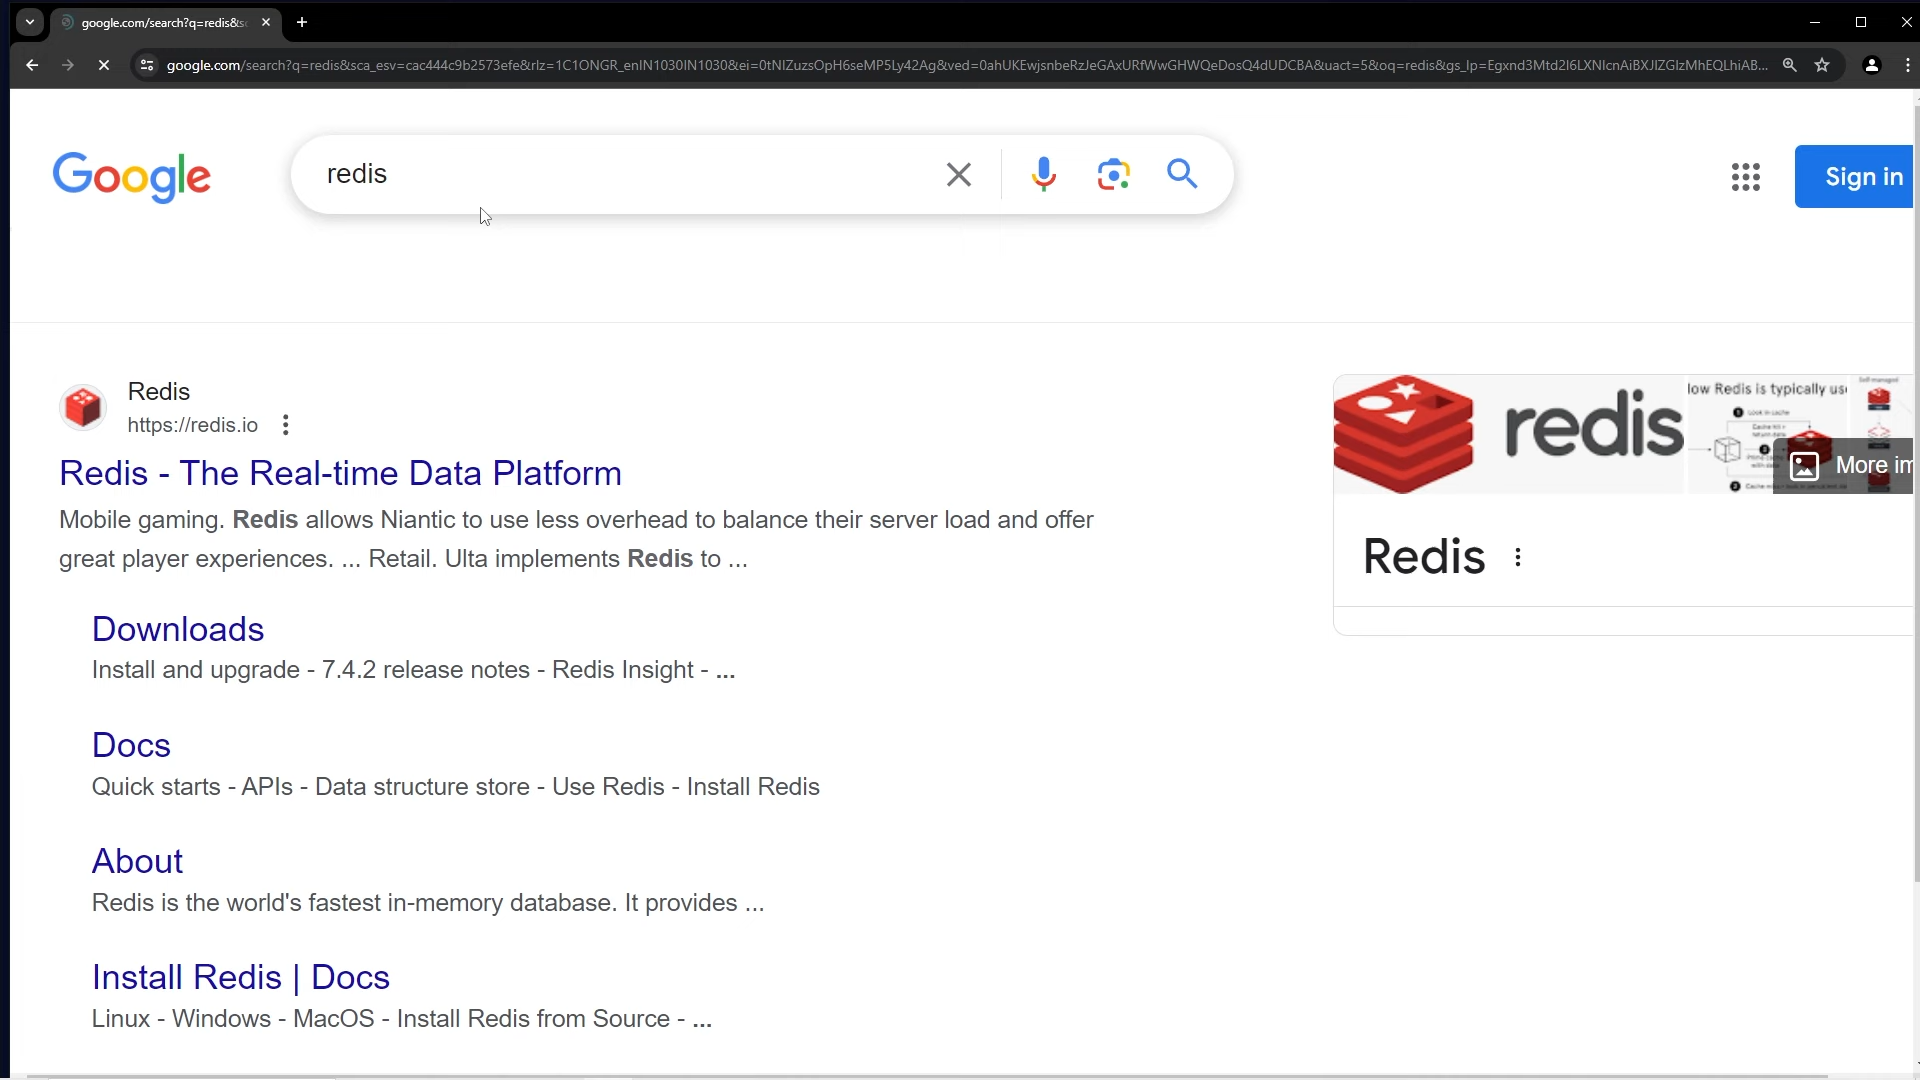 google.com/search?q=redis&s
google.com/search?q=redis&sca_esv=cac444c9b2573efe&rlz=1C1ONGR_enIN1030IN1030&ei=0tNIZuzsOpH6seMP5Ly42Ag&ved=0ahUKEwjsnbeRzJeGAxURfWwGHWQeDosQ4dUDCBA&uact=5&oq=redis&gs_lp=Egxnd3Mtd2l6LXNlcnAiBXJlZGlzMhEQLhiAB...
Google
redis
Sign in
Redis
https://redis.io
Redis - The Real-time Data Platform
Mobile gaming. Redis allows Niantic to use less overhead to balance their server load and offer
great player experiences. ... Retail. Ulta implements Redis to ...
Downloads
Install and upgrade - 7.4.2 release notes - Redis Insight - ...
Docs
Quick starts - APIs - Data structure store - Use Redis - Install Redis
About
Redis is the world's fastest in-memory database. It provides ...
Install Redis | Docs
Linux - Windows - MacOS - Install Redis from Source - ...
redis
low Redis is typically us
Look in cache
More im
Redis